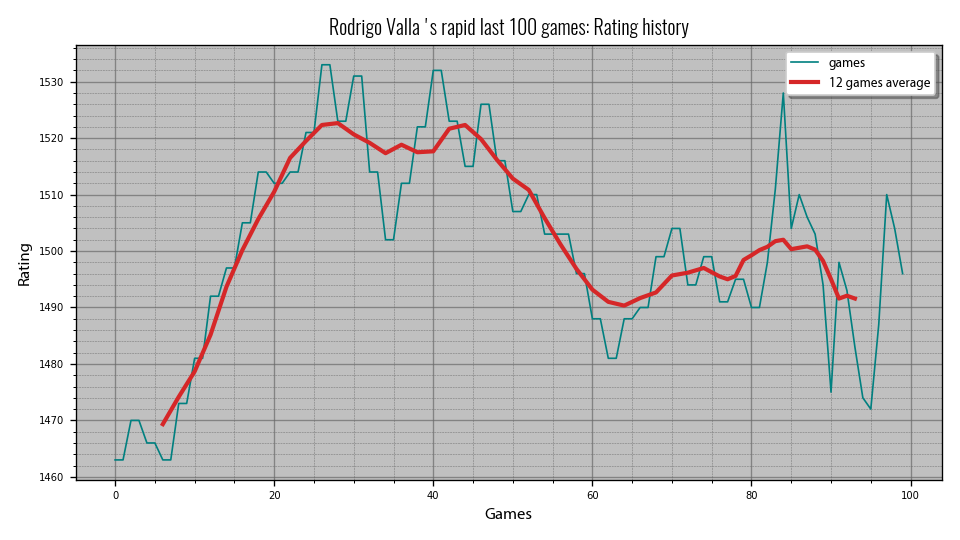 Rodrigo Valla 's rapid last 100 games: Rating history
games
12 games average
1530
1520
1510
1500
1490
1480
1470
1460
Rating
0 20 40 60 80 100
Games